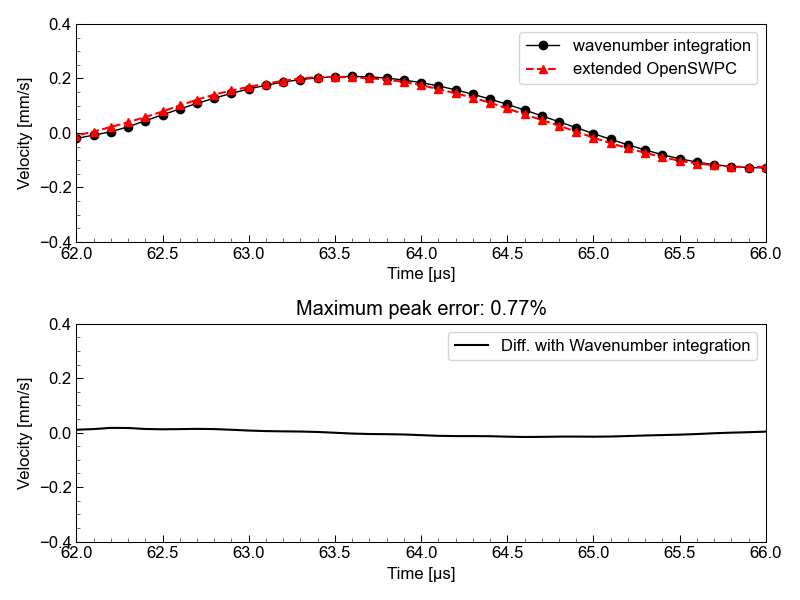 0.4
0.2
0.0
−0.2
−0.4
Velocity [mm/s]
wavenumber integration
extended OpenSWPC
62.0 62.5 63.0 63.5 64.0 64.5 65.0 65.5 66.0
Time [μs]
Maximum peak error: 0.77%
0.4
0.2
0.0
−0.2
−0.4
Velocity [mm/s]
Diff. with Wavenumber integration
62.0 62.5 63.0 63.5 64.0 64.5 65.0 65.5 66.0
Time [μs]